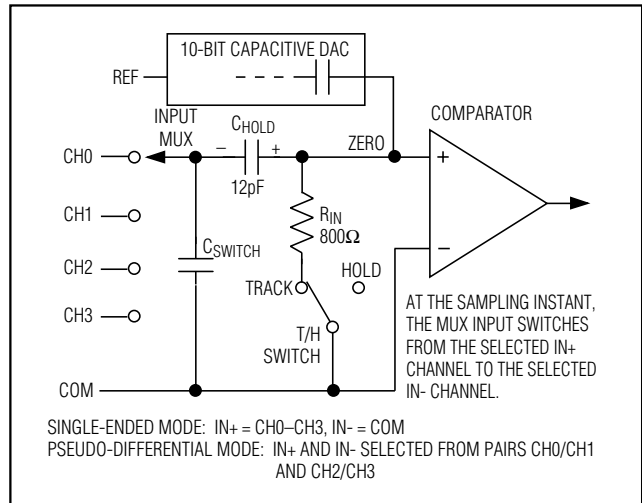 10-BIT CAPACITIVE DAC
REF
INPUT
MUX
CHOLD
12pF
ZERO
COMPARATOR
CH0
CH1
CH2
CH3
COM
CSWITCH
RIN
800Ω
TRACK
HOLD
T/H
SWITCH
− +
+
−
AT THE SAMPLING INSTANT,
THE MUX INPUT SWITCHES
FROM THE SELECTED IN+
CHANNEL TO THE SELECTED
IN- CHANNEL.
SINGLE-ENDED MODE: IN+ = CH0–CH3, IN- = COM
PSEUDO-DIFFERENTIAL MODE: IN+ AND IN- SELECTED FROM PAIRS CH0/CH1
AND CH2/CH3